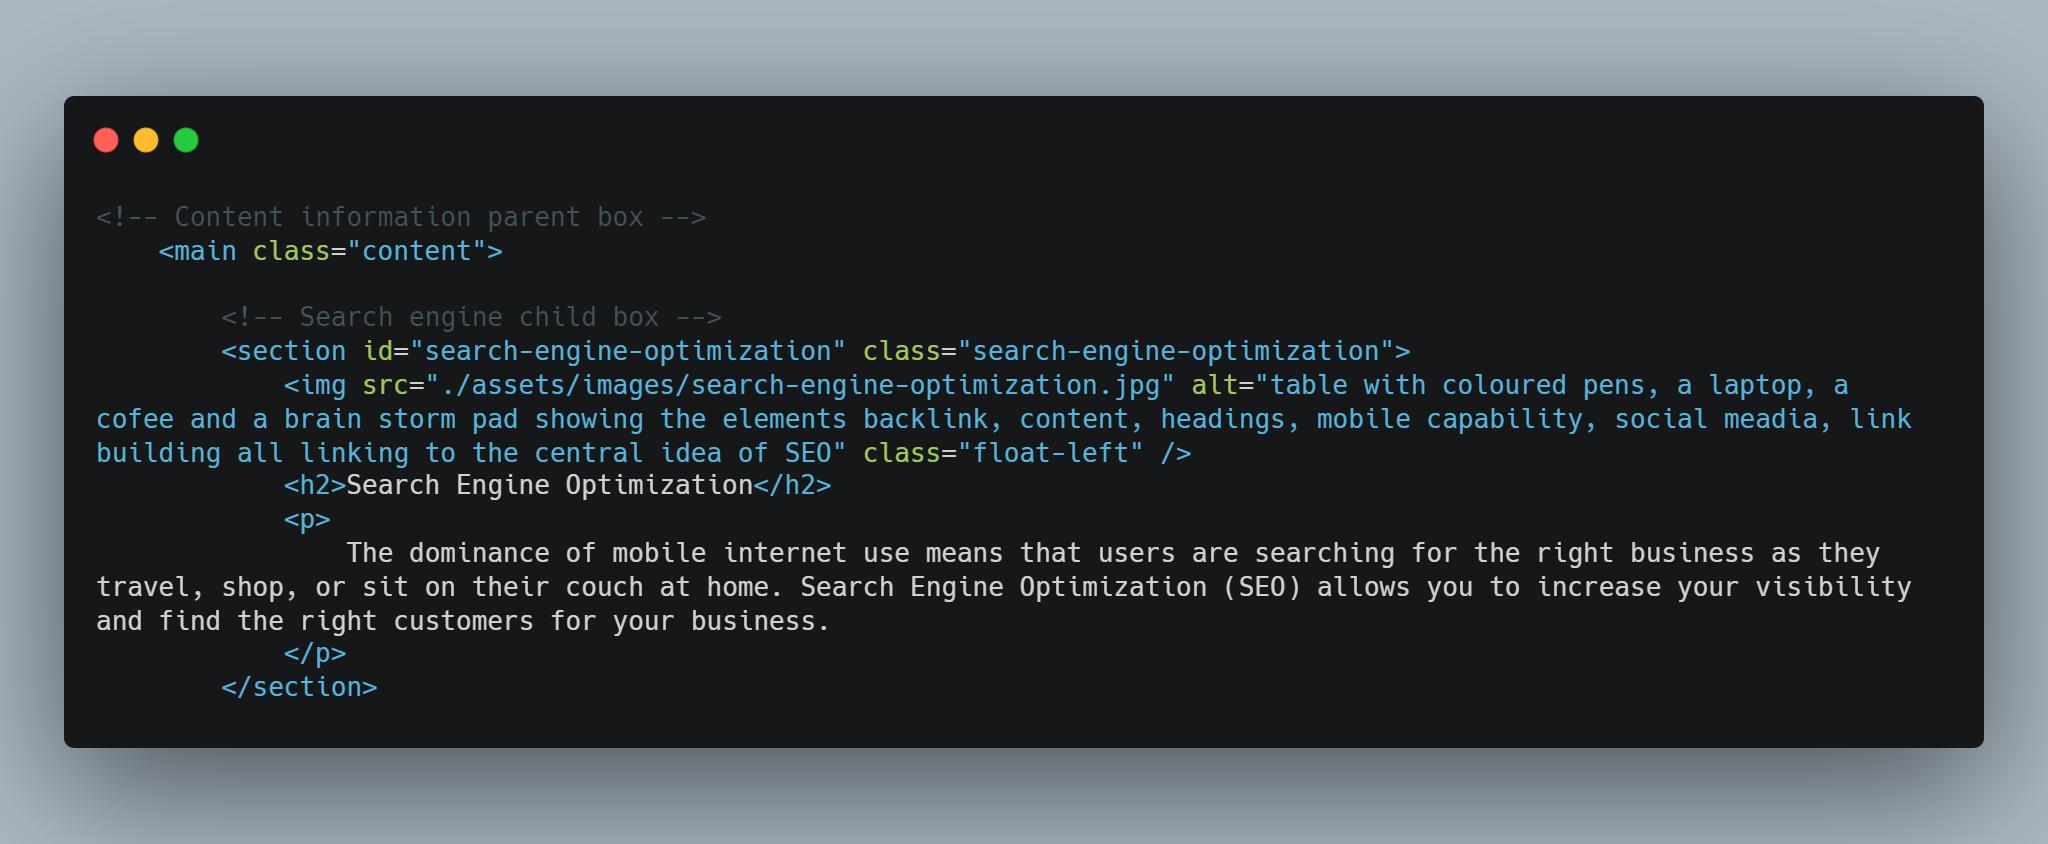 <!-- Content information parent box -->
    <main class="content">

        <!-- Search engine child box -->
        <section id="search-engine-optimization" class="search-engine-optimization">
            <img src="./assets/images/search-engine-optimization.jpg" alt="table with coloured pens, a laptop, a
cofee and a brain storm pad showing the elements backlink, content, headings, mobile capability, social meadia, link
building all linking to the central idea of SEO" class="float-left" />
            <h2>Search Engine Optimization</h2>
            <p>
                The dominance of mobile internet use means that users are searching for the right business as they
travel, shop, or sit on their couch at home. Search Engine Optimization (SEO) allows you to increase your visibility
and find the right customers for your business.
            </p>
        </section>